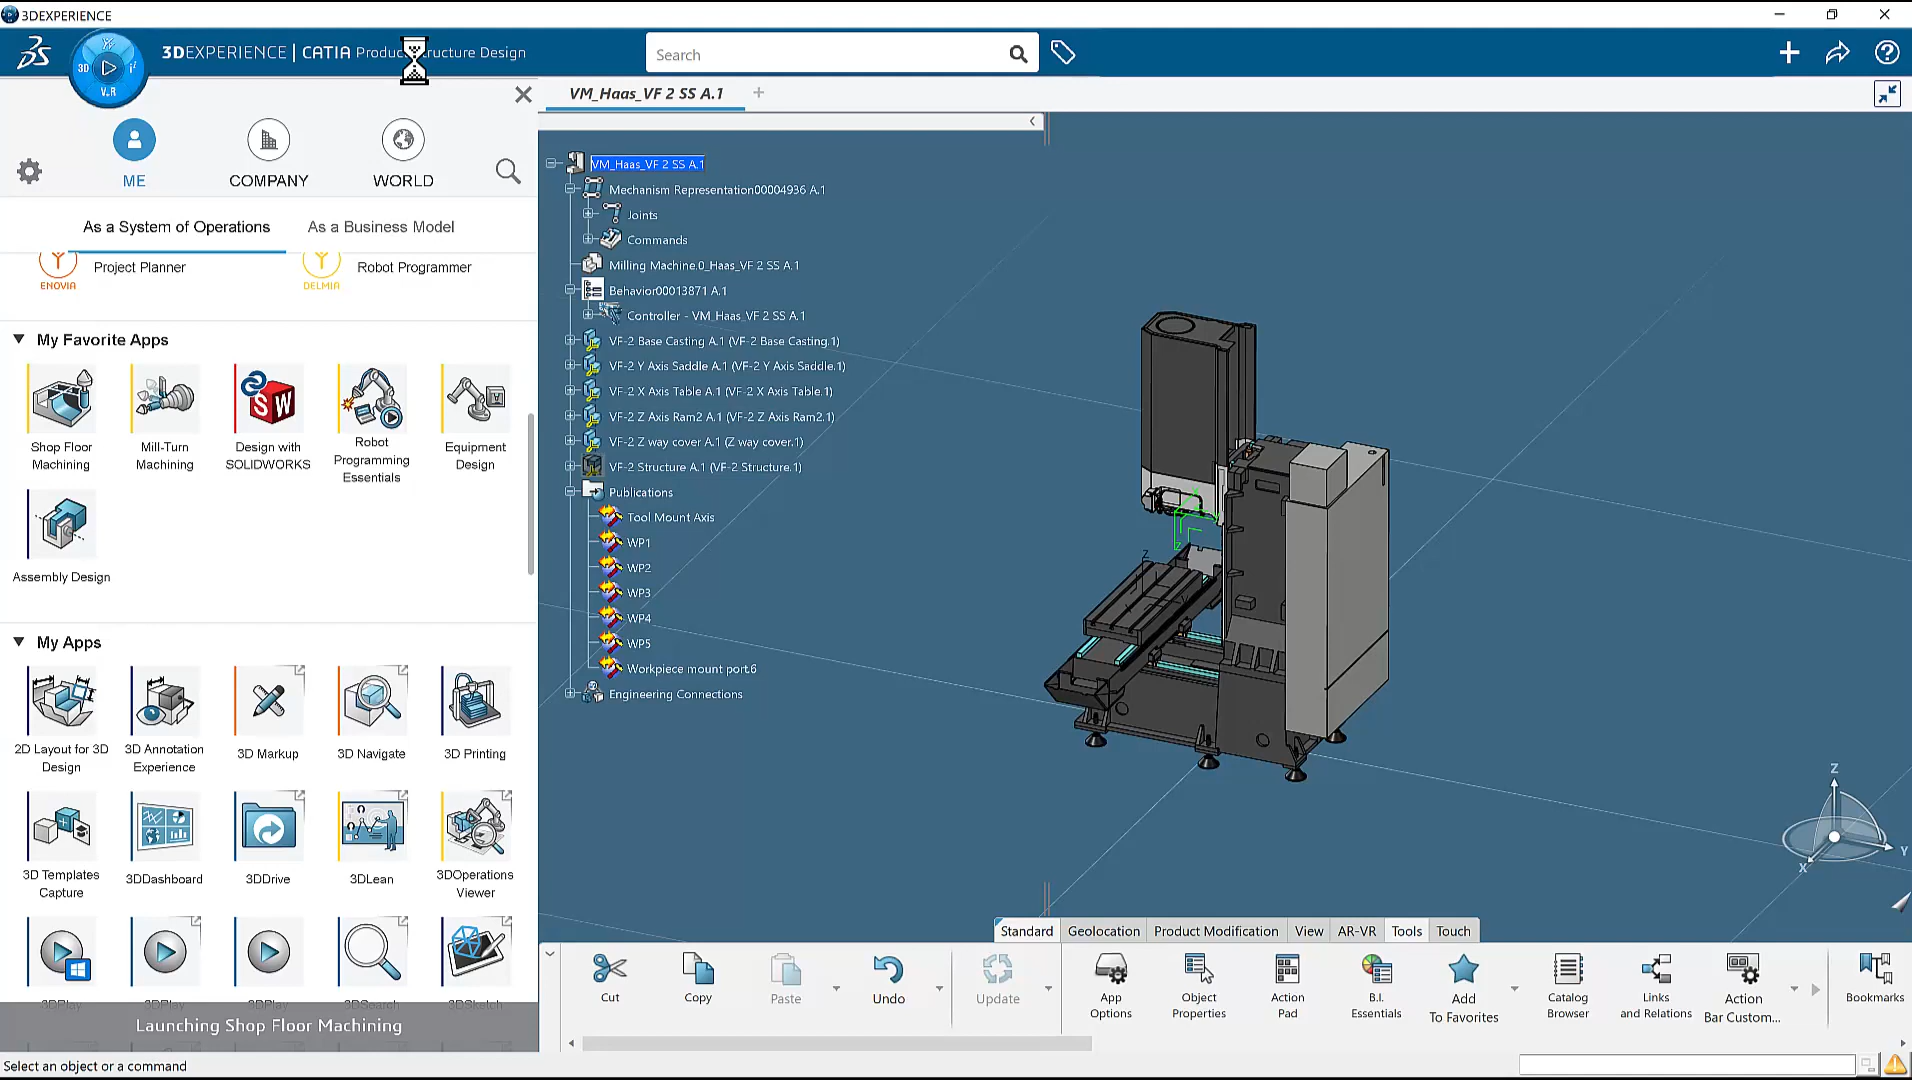 3DEXPERIENCE
3DEXPERIENCE | CATIA Product Structure Design
Search
3D
V.R
VM_Haas_VF 2 SS A.1
ME
COMPANY
WORLD
As a System of Operations
As a Business Model
Project Planner
ENOVIA
Robot Programmer
DELMIA
My Favorite Apps
Shop Floor
Machining
Mill-Turn
Machining
Design with
SOLIDWORKS
Robot
Programming
Essentials
Equipment
Design
Assembly Design
My Apps
2D Layout for 3D
Design
3D Annotation
Experience
3D Markup
3D Navigate
3D Printing
3D Templates
Capture
3DDashboard
3DDrive
3DLean
3DOperations
Viewer
3DPlay
3DPlay
3DPlay
3DSearch
3DSketch
Launching Shop Floor Machining
Select an object or a command
VM_Haas_VF 2 SS A.1
Mechanism Representation00004936 A.1
Joints
Commands
Milling Machine.0_Haas_VF 2 SS A.1
Behavior00013871 A.1
Controller - VM_Haas_VF 2 SS A.1
VF-2 Base Casting A.1 (VF-2 Base Casting.1)
VF-2 Y Axis Saddle A.1 (VF-2 Y Axis Saddle.1)
VF-2 X Axis Table A.1 (VF-2 X Axis Table.1)
VF-2 Z Axis Ram2 A.1 (VF-2 Z Axis Ram2.1)
VF-2 Z way cover A.1 (Z way cover.1)
VF-2 Structure A.1 (VF-2 Structure.1)
Publications
Tool Mount Axis
WP1
WP2
WP3
WP4
WP5
Workpiece mount port.6
Engineering Connections
Z
Y
X
Standard
Geolocation
Product Modification
View
AR-VR
Tools
Touch
Cut
Copy
Paste
Undo
Update
App
Options
Object
Properties
Action
Pad
B.I.
Essentials
Add
To Favorites
Catalog
Browser
Links
and Relations
Action
Bar Custom...
Bookmarks